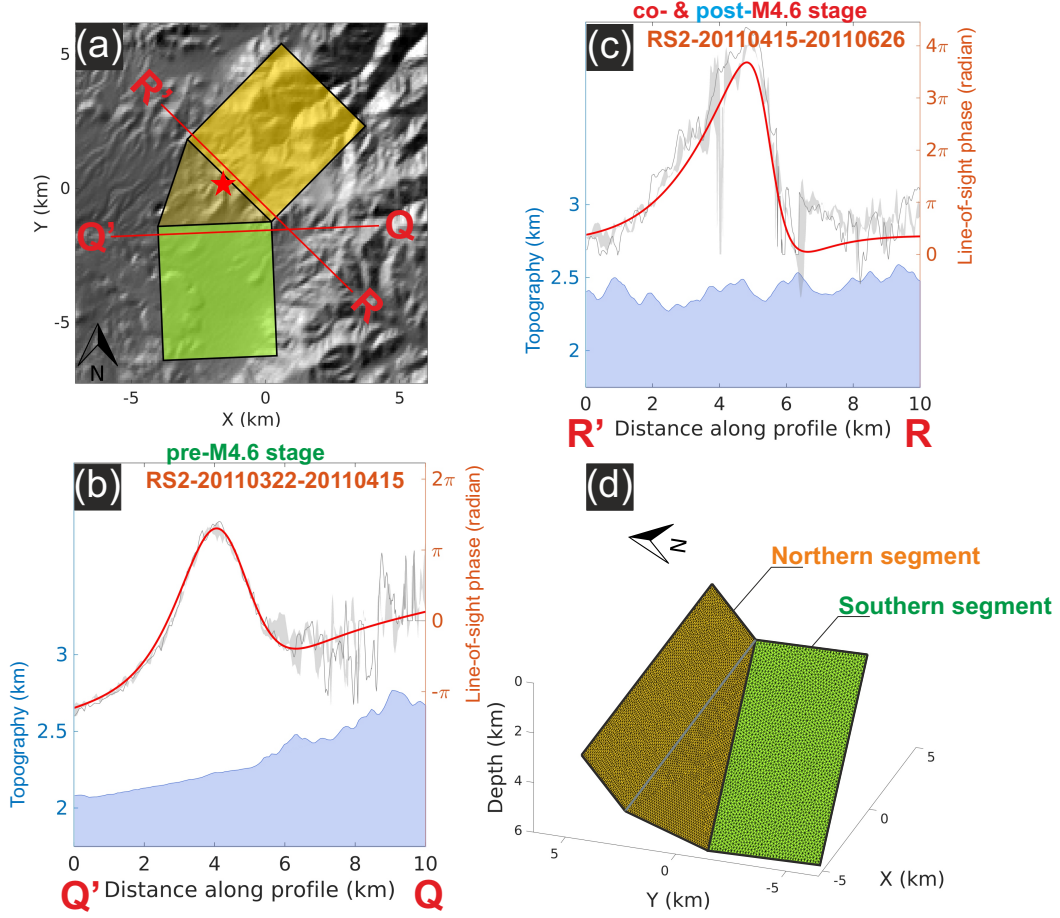 (a)
5
0
-5
Y (km)
-5
0
5
X (km)
R'
R
Q'
Q
N
pre-M4.6 stage
(b)
RS2-20110322-20110415
2π
π
0
-π
Line-of-sight phase (radian)
3
2.5
2
Topography (km)
0 2 4 6 8 10
Q' Distance along profile (km) Q
co- & post-M4.6 stage
(c)
RS2-20110415-20110626
4π
3π
2π
π
0
Line-of-sight phase (radian)
3
2.5
2
Topography (km)
0 2 4 6 8 10
R' Distance along profile (km) R
(d)
N
Northern segment
Southern segment
0
2
4
6
Depth (km)
5
0
-5
Y (km)
5
0
-5
X (km)